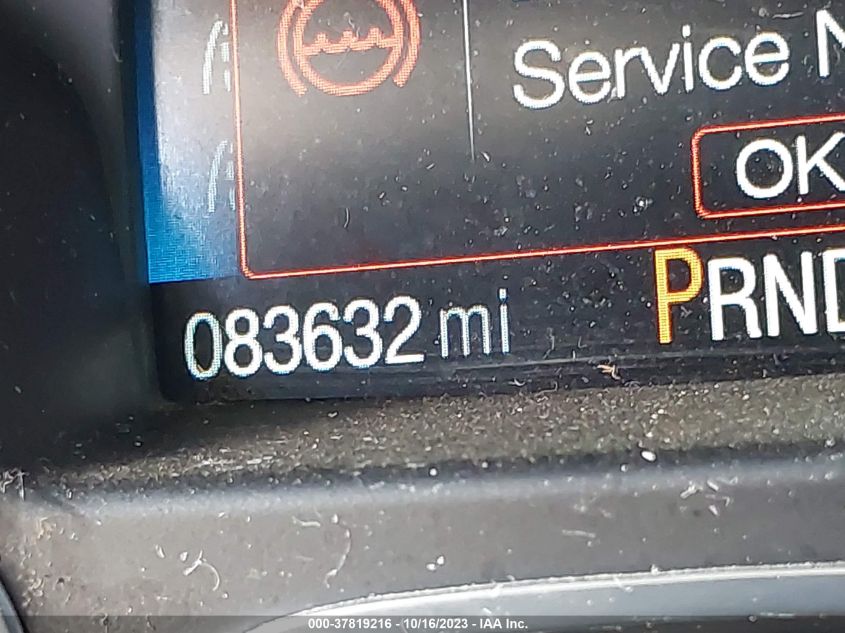 Service
OK
083632 mi PRND
000-37819216 - 10/16/2023 - IAA Inc.